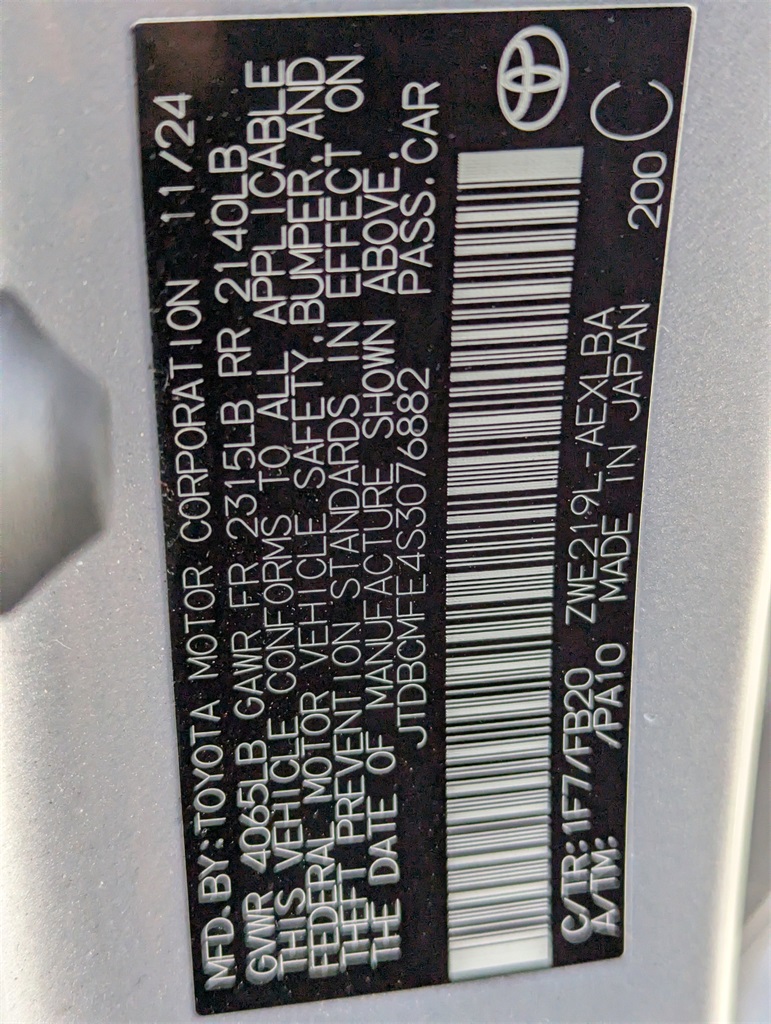 MFD.BY:TOYOTA MOTOR CORPORATION 11/24
GVWR 4065LB GAWR FR 2315LB RR 2140LB
THIS VEHICLE CONFORMS TO ALL APPLICABLE
FEDERAL MOTOR VEHICLE SAFETY, BUMPER, AND
THEFT PREVENTION STANDARDS IN EFFECT ON
THE DATE OF MANUFACTURE SHOWN ABOVE.
JTDBCMFE4S3076882 PASS.CAR
C/TR:1F7/FB20 ZWE219L-AEXLBA 200 C
A/TM: /PA10 MADE IN JAPAN